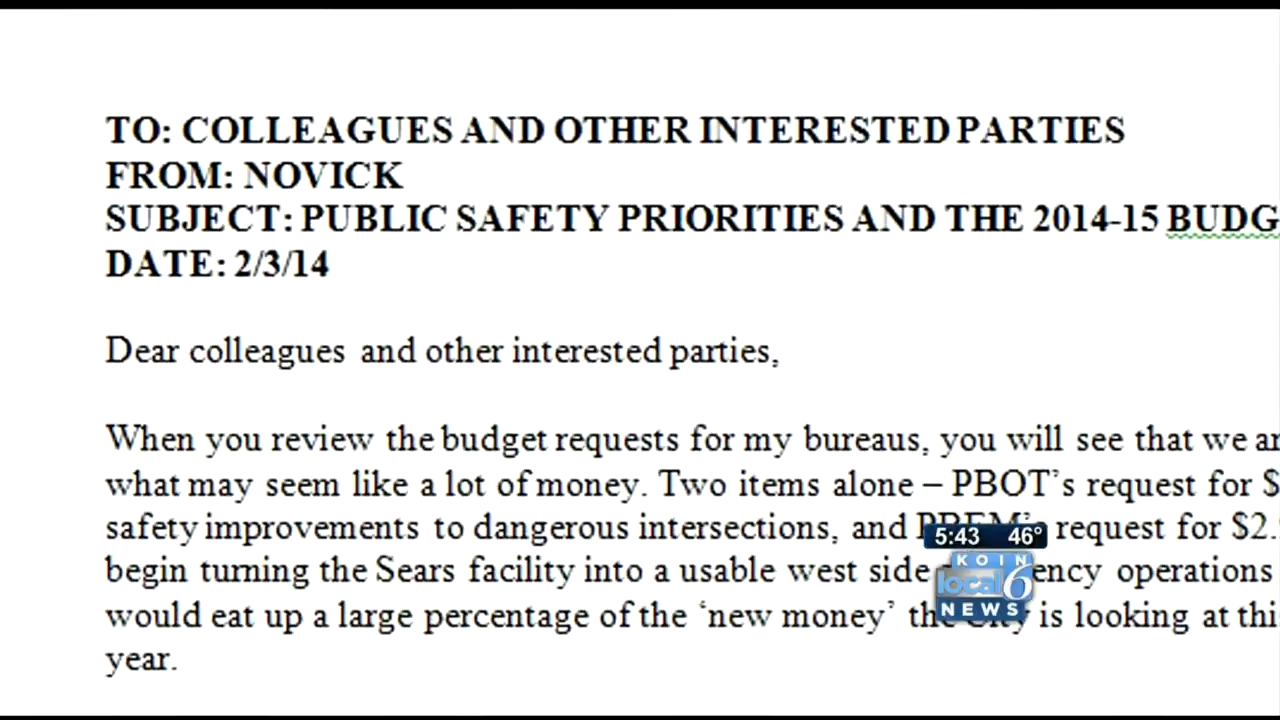 TO: COLLEAGUES AND OTHER INTERESTED PARTIES
FROM: NOVICK
SUBJECT: PUBLIC SAFETY PRIORITIES AND THE 2014-15 BUDG
DATE: 2/3/14
Dear colleagues and other interested parties,
When you review the budget requests for my bureaus, you will see that we
what may seem like a lot of money. Two items alone – PBOT's request for $
safety improvements to dangerous intersections, and request for $2.
begin turning the Sears facility into a usable west side operations
would eat up a large percentage of the 'new money' the City is looking at
year.
5:43 46°
KOIN
local 6
NEWS